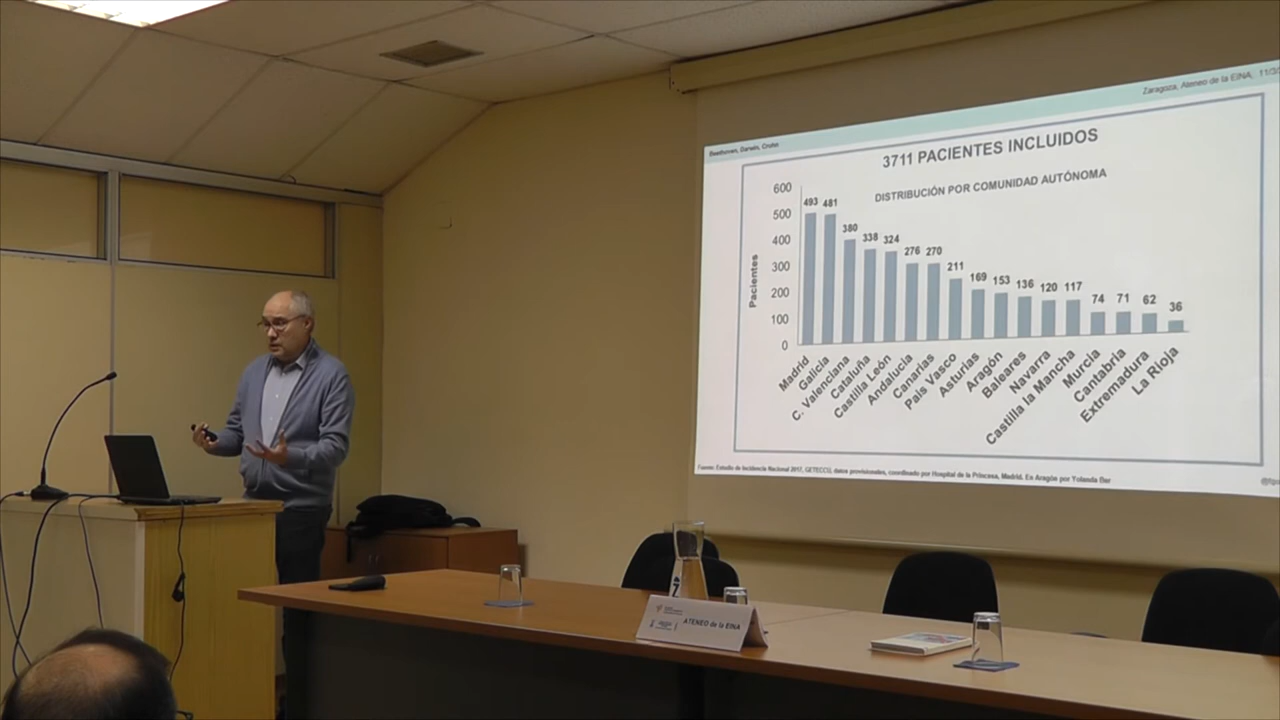 Zaragoza, Ateneo de la EINA, 11/
Beethoven, Darwin, Crohn
3711 PACIENTES INCLUIDOS
DISTRIBUCIÓN POR COMUNIDAD AUTÓNOMA
Pacientes
600
500
400
300
200
100
0
493 481 380 338 324 276 270 211 169 153 136 120 117 74 71 62 36
Madrid
Galicia
C. Valenciana
Cataluña
Castilla León
Andalucía
Canarias
País Vasco
Asturias
Aragón
Baleares
Navarra
Castilla la Mancha
Murcia
Cantabria
Extremadura
La Rioja
Fuente: Estudio de Incidencia Nacional 2017, GETECCU, datos provisionales, coordinado por Hospital de la Princesa, Madrid. En Aragón por Yolanda Ber
ATENEO de la EINA